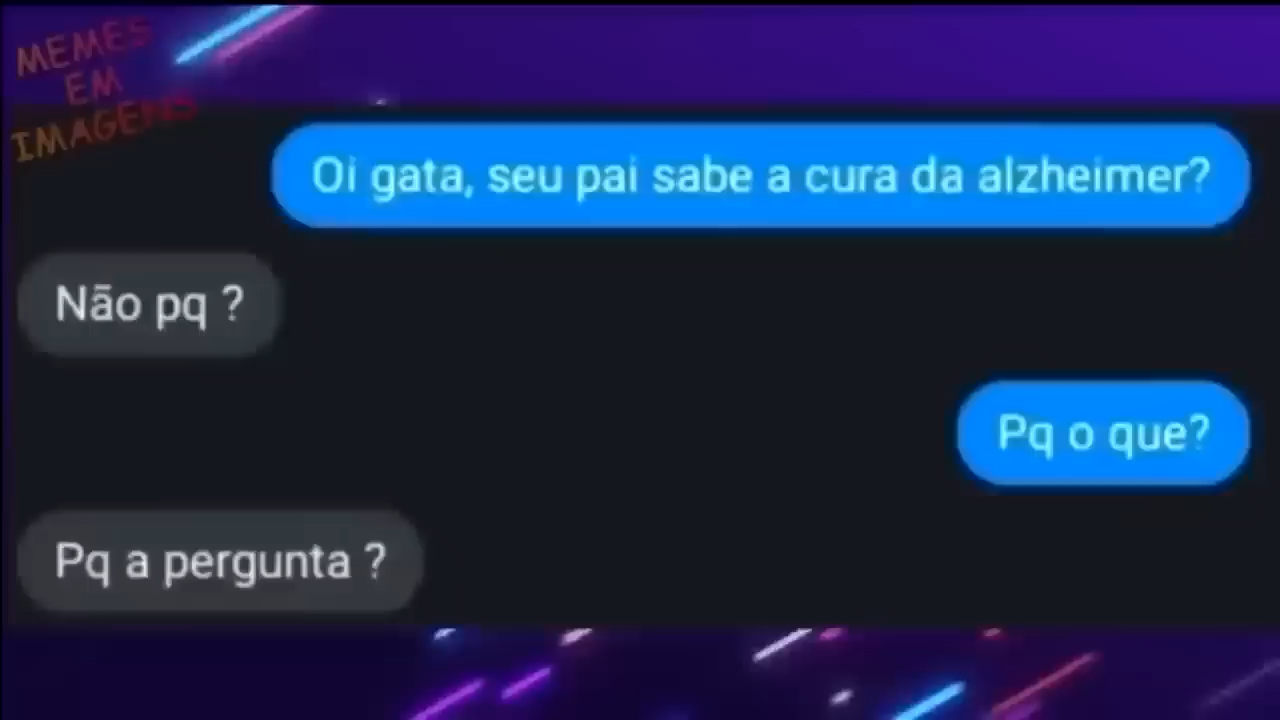 MEMES
EM
IMAGENS
Oi gata, seu pai sabe a cura da alzheimer?
Não pq ?
Pq o que?
Pq a pergunta ?